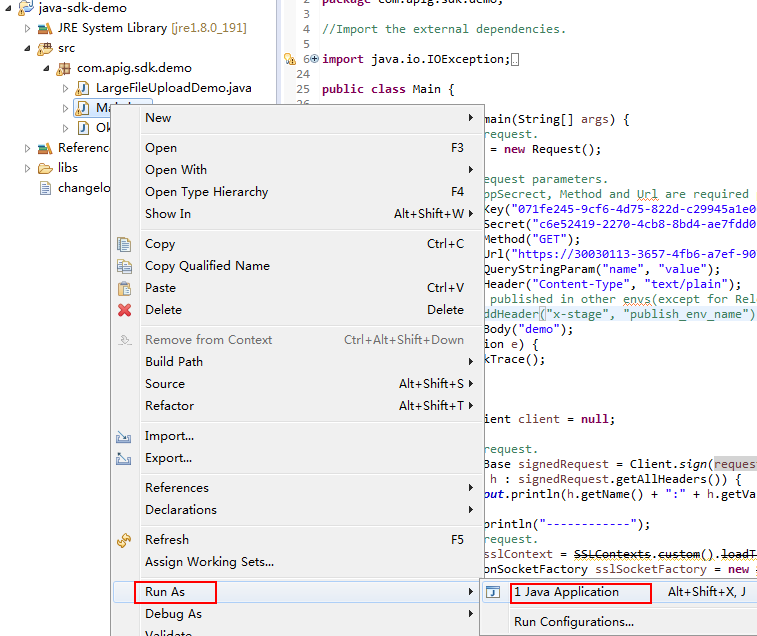 java-sdk-demo
JRE System Library [jre1.8.0_191]
src
com.apig.sdk.demo
LargeFileUploadDemo.java
Referenc
libs
changelo
2 package com.apig.sdk.demo;
3
4 //Import the external dependencies.
5
6 import java.io.IOException;
24
25 public class Main {
26
main(String[] args) {
request.
= new Request();
quest parameters.
ppSecrect, Method and Url are required
Key("071fe245-9cf6-4d75-822d-c29945a1e0
Secret("c6e52419-2270-4cb8-8bd4-ae7fdd0
Method("GET");
Url("https://30030113-3657-4fb6-a7ef-90
QueryStringParam("name", "value");
Header("Content-Type", "text/plain");
published in other envs(except for Rel
ddHeader("x-stage", "publish_env_name")
Body("demo");
ion e) {
kTrace();
ient client = null;
request.
Base signedRequest = Client.sign(reques
h : signedRequest.getAllHeaders()) {
out.println(h.getName() + ":" + h.getVa
println("------------");
request.
sslContext = SSLContexts.custom().loadT
onSocketFactory sslSocketFactory = new
New
Open F3
Open With
Open Type Hierarchy F4
Show In Alt+Shift+W
Copy Ctrl+C
Copy Qualified Name
Paste Ctrl+V
Delete Delete
Remove from Context Ctrl+Alt+Shift+Down
Build Path
Source Alt+Shift+S
Refactor Alt+Shift+T
Import...
Export...
References
Declarations
Refresh F5
Assign Working Sets...
Run As
Debug As
Validate
1 Java Application Alt+Shift+X, J
Run Configurations...